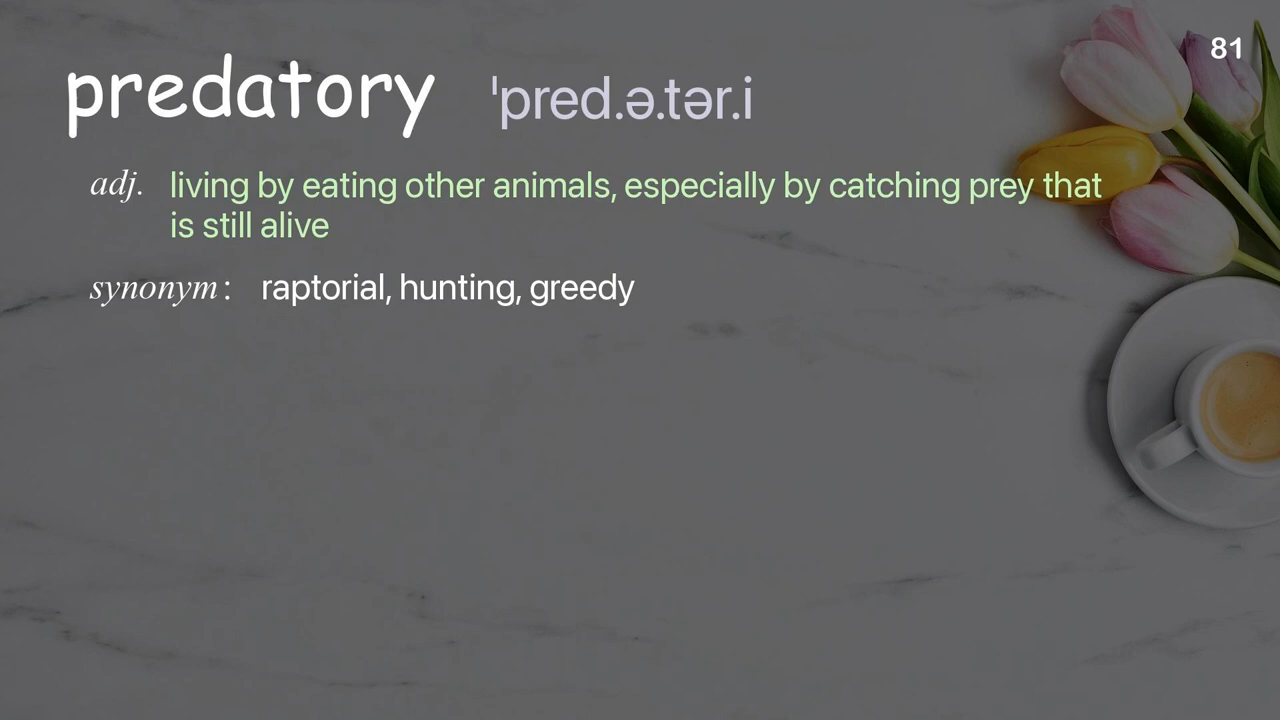 81
predatory ˈpred.ə.tər.i
adj. living by eating other animals, especially by catching prey that
is still alive
synonym: raptorial, hunting, greedy